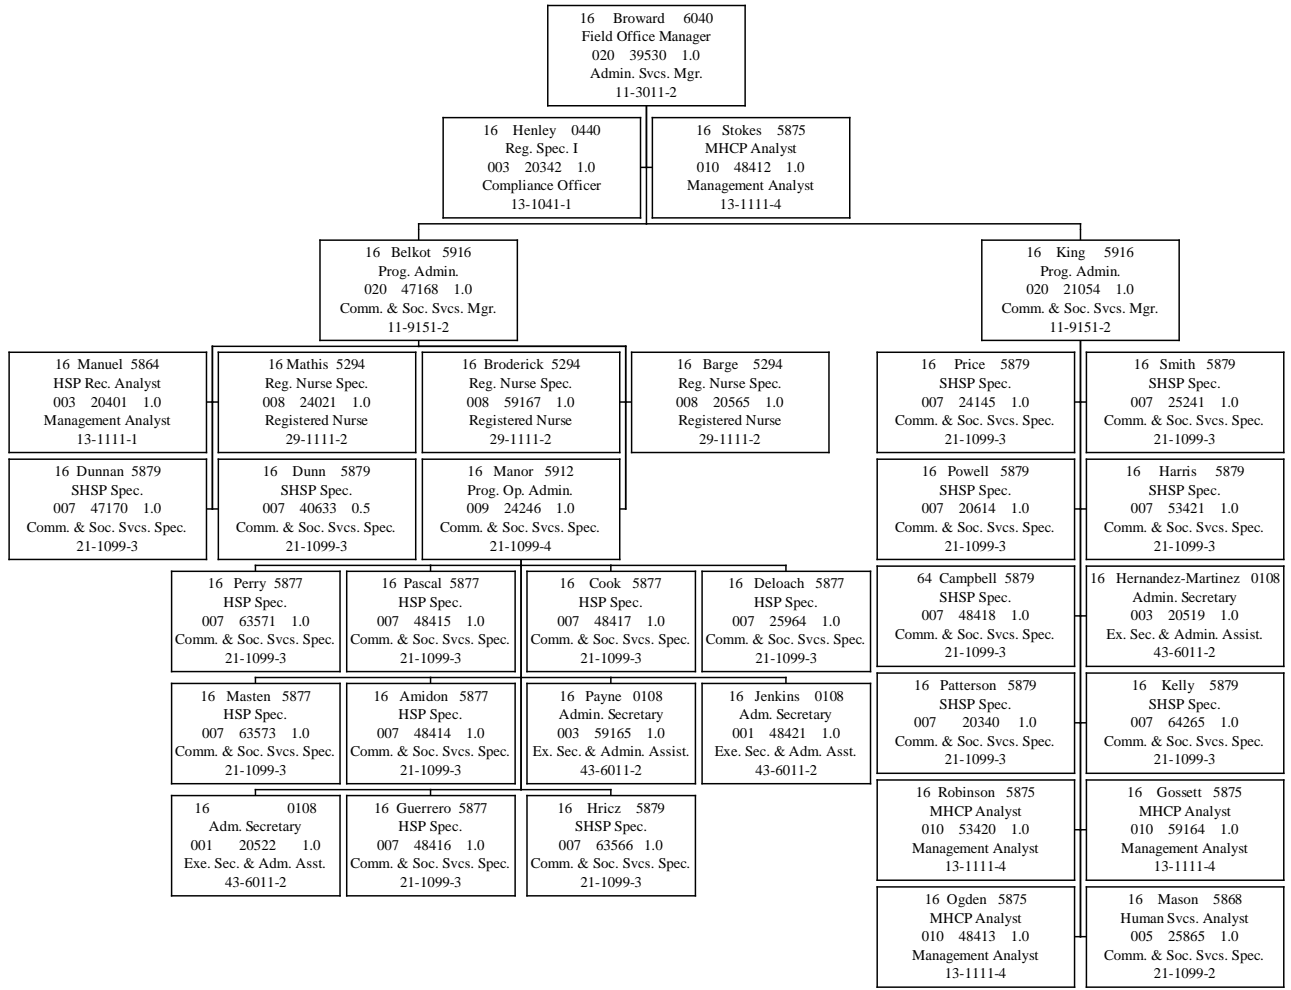 16 Broward 6040
Field Office Manager
020 39530 1.0
Admin. Svcs. Mgr.
11-3011-2
16 Henley 0440
Reg. Spec. I
003 20342 1.0
Compliance Officer
13-1041-1
16 Stokes 5875
MHCP Analyst
010 48412 1.0
Management Analyst
13-1111-4
16 Belkot 5916
Prog. Admin.
020 47168 1.0
Comm. & Soc. Svcs. Mgr.
11-9151-2
16 King 5916
Prog. Admin.
020 21054 1.0
Comm. & Soc. Svcs. Mgr.
11-9151-2
16 Manuel 5864
HSP Rec. Analyst
003 20401 1.0
Management Analyst
13-1111-1
16 Mathis 5294
Reg. Nurse Spec.
008 24021 1.0
Registered Nurse
29-1111-2
16 Broderick 5294
Reg. Nurse Spec.
008 59167 1.0
Registered Nurse
29-1111-2
16 Barge 5294
Reg. Nurse Spec.
008 20565 1.0
Registered Nurse
29-1111-2
16 Price 5879
SHSP Spec.
007 24145 1.0
Comm. & Soc. Svcs. Spec.
21-1099-3
16 Smith 5879
SHSP Spec.
007 25241 1.0
Comm. & Soc. Svcs. Spec.
21-1099-3
16 Dunnan 5879
SHSP Spec.
007 47170 1.0
Comm. & Soc. Svcs. Spec.
21-1099-3
16 Dunn 5879
SHSP Spec.
007 40633 0.5
Comm. & Soc. Svcs. Spec.
21-1099-3
16 Manor 5912
Prog. Op. Admin.
009 24246 1.0
Comm. & Soc. Svcs. Spec.
21-1099-4
16 Powell 5879
SHSP Spec.
007 20614 1.0
Comm. & Soc. Svcs. Spec.
21-1099-3
16 Harris 5879
SHSP Spec.
007 53421 1.0
Comm. & Soc. Svcs. Spec.
21-1099-3
16 Perry 5877
HSP Spec.
007 63571 1.0
Comm. & Soc. Svcs. Spec.
21-1099-3
16 Pascal 5877
HSP Spec.
007 48415 1.0
Comm. & Soc. Svcs. Spec.
21-1099-3
16 Cook 5877
HSP Spec.
007 48417 1.0
Comm. & Soc. Svcs. Spec.
21-1099-3
16 Deloach 5877
HSP Spec.
007 25964 1.0
Comm. & Soc. Svcs. Spec.
21-1099-3
64 Campbell 5879
SHSP Spec.
007 48418 1.0
Comm. & Soc. Svcs. Spec.
21-1099-3
16 Hernandez-Martinez 0108
Admin. Secretary
003 20519 1.0
Ex. Sec. & Admin. Assist.
43-6011-2
16 Masten 5877
HSP Spec.
007 63573 1.0
Comm. & Soc. Svcs. Spec.
21-1099-3
16 Amidon 5877
HSP Spec.
007 48414 1.0
Comm. & Soc. Svcs. Spec.
21-1099-3
16 Payne 0108
Admin. Secretary
003 59165 1.0
Ex. Sec. & Admin. Assist.
43-6011-2
16 Jenkins 0108
Adm. Secretary
001 48421 1.0
Exe. Sec. & Adm. Asst.
43-6011-2
16 Patterson 5879
SHSP Spec.
007 20340 1.0
Comm. & Soc. Svcs. Spec.
21-1099-3
16 Kelly 5879
SHSP Spec.
007 64265 1.0
Comm. & Soc. Svcs. Spec.
21-1099-3
16 0108
Adm. Secretary
001 20522 1.0
Exe. Sec. & Adm. Asst.
43-6011-2
16 Guerrero 5877
HSP Spec.
007 48416 1.0
Comm. & Soc. Svcs. Spec.
21-1099-3
16 Hricz 5879
SHSP Spec.
007 63566 1.0
Comm. & Soc. Svcs. Spec.
21-1099-3
16 Robinson 5875
MHCP Analyst
010 53420 1.0
Management Analyst
13-1111-4
16 Gossett 5875
MHCP Analyst
010 59164 1.0
Management Analyst
13-1111-4
16 Ogden 5875
MHCP Analyst
010 48413 1.0
Management Analyst
13-1111-4
16 Mason 5868
Human Svcs. Analyst
005 25865 1.0
Comm. & Soc. Svcs. Spec.
21-1099-2